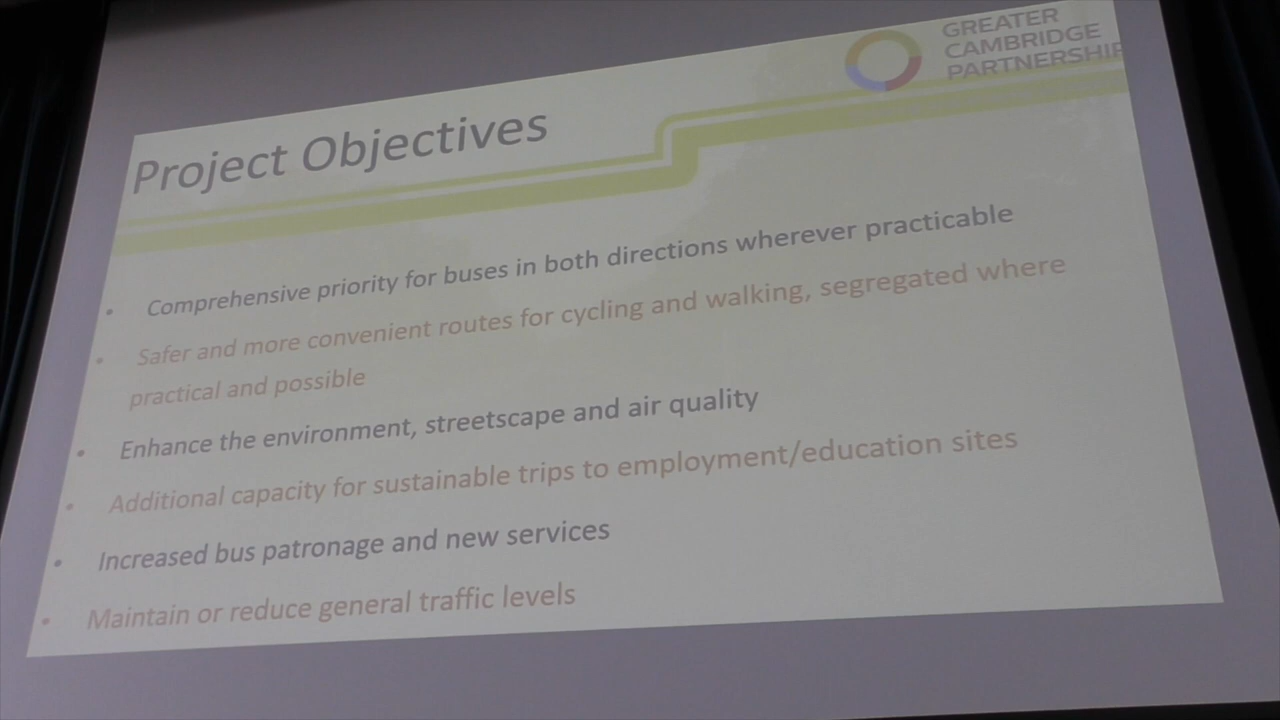 GREATER
CAMBRIDGE
PARTNERSHIP
Project Objectives
• Comprehensive priority for buses in both directions wherever practicable
• Safer and more convenient routes for cycling and walking, segregated where
practical and possible
• Enhance the environment, streetscape and air quality
• Additional capacity for sustainable trips to employment/education sites
• Increased bus patronage and new services
• Maintain or reduce general traffic levels